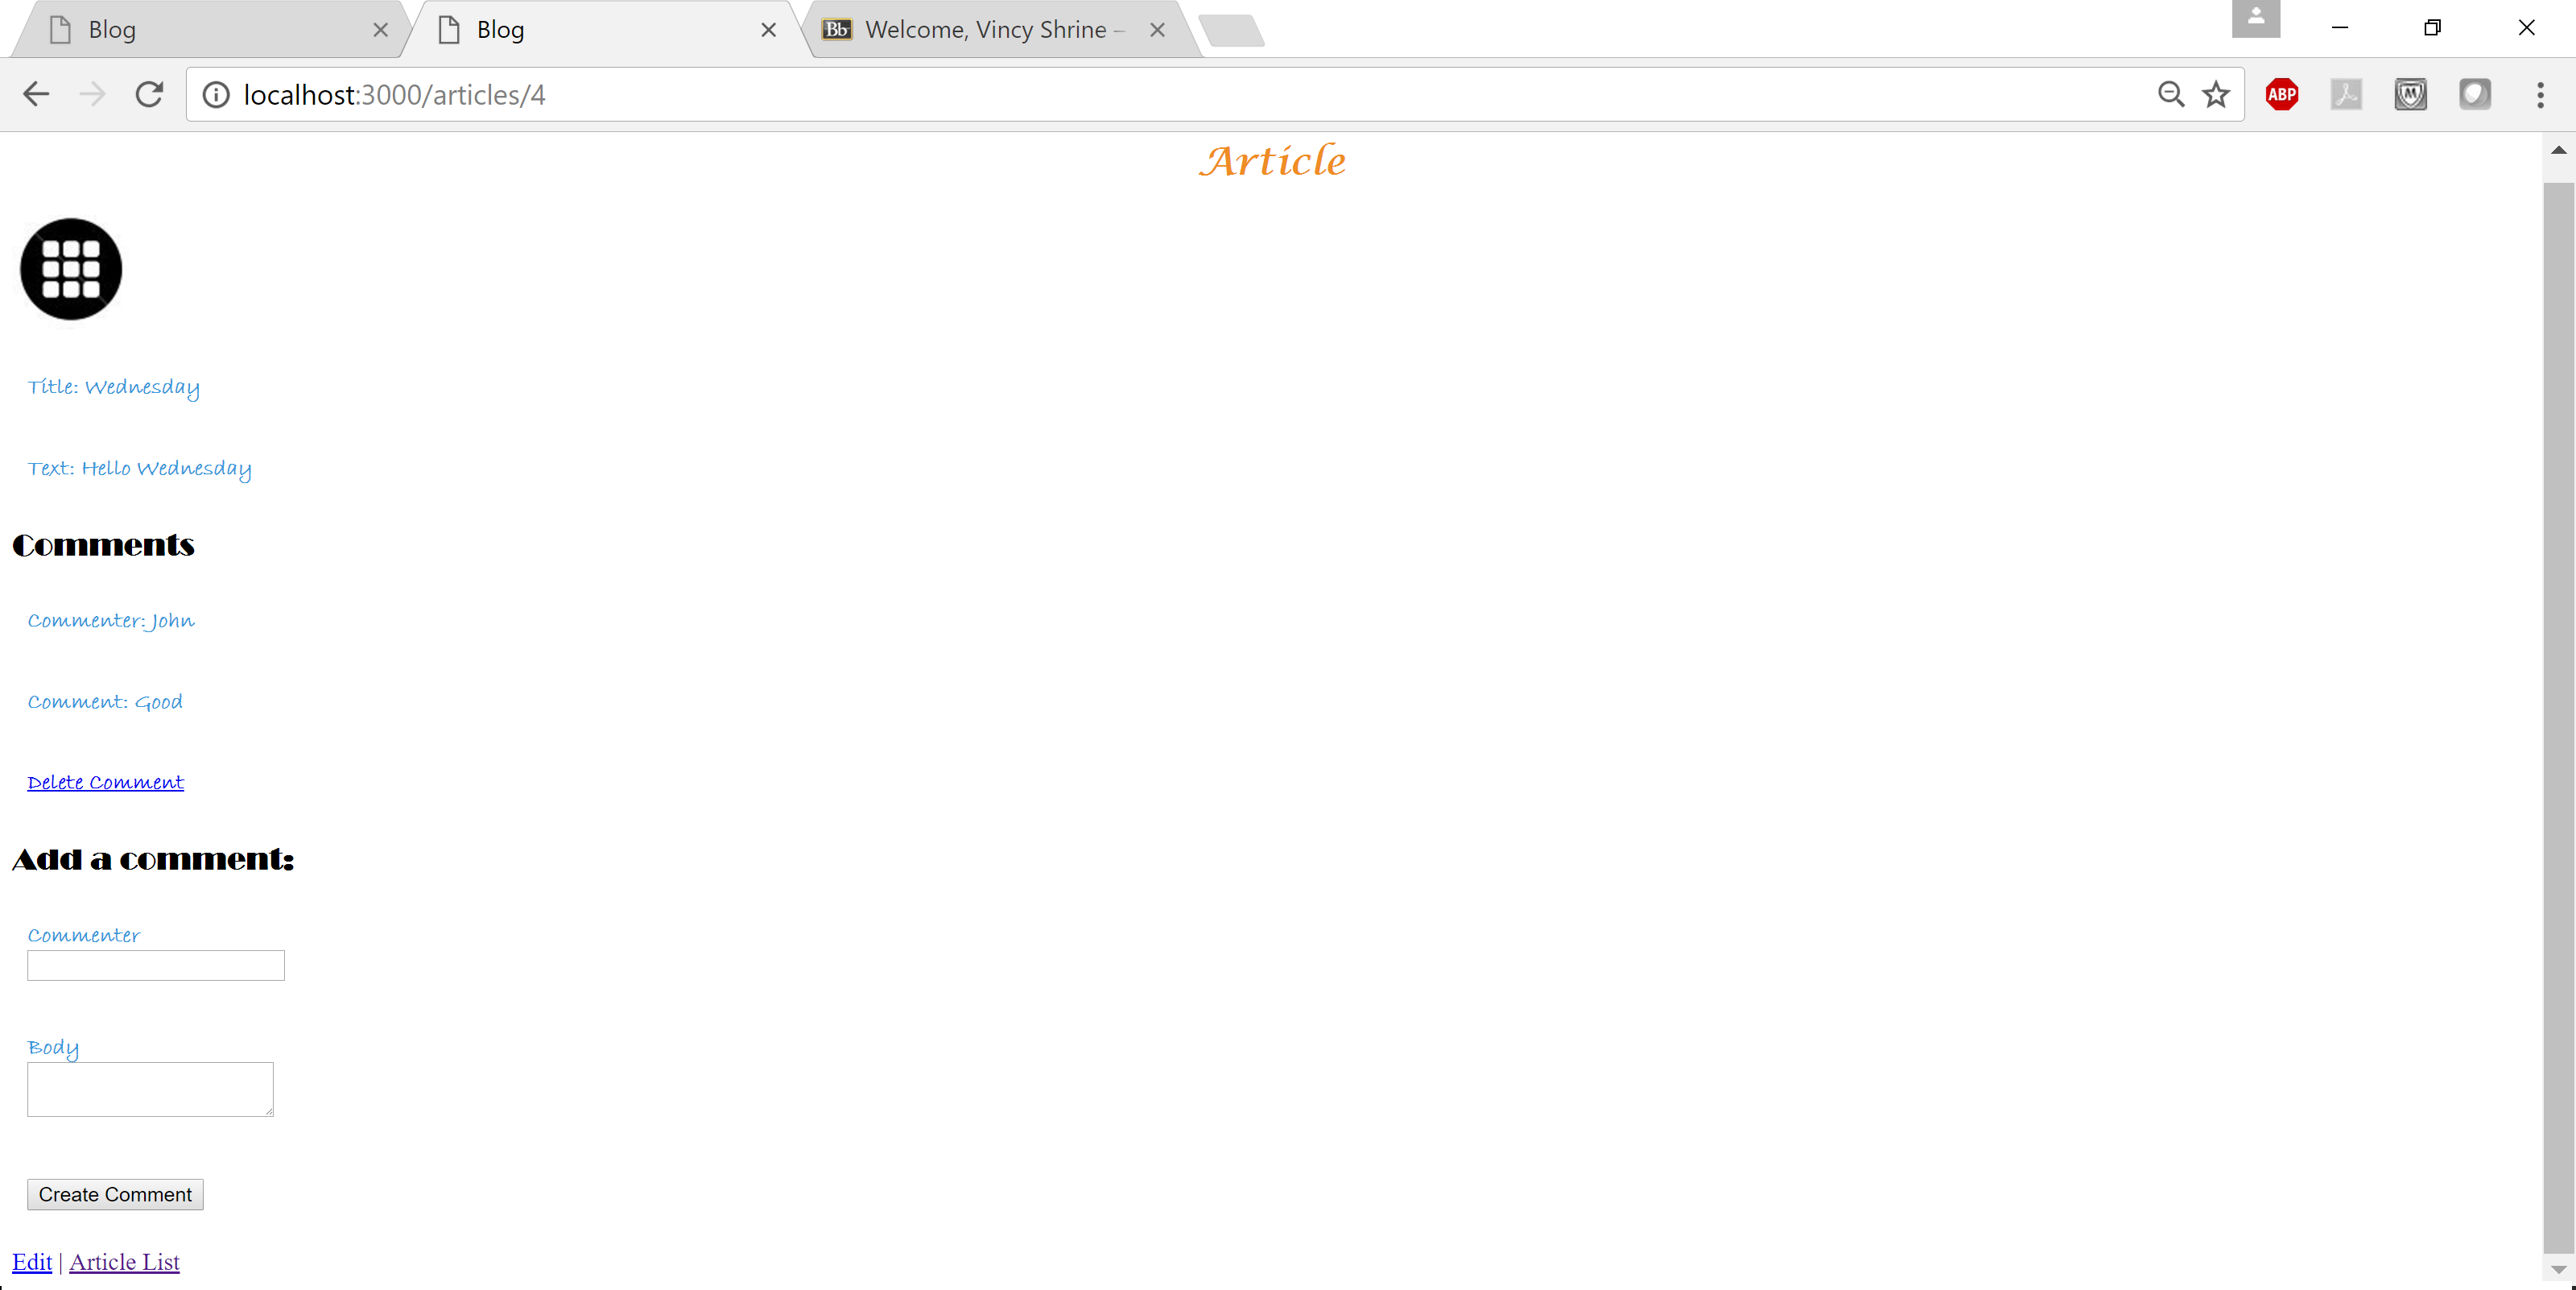 Blog
Blog
Bb Welcome, Vincy Shrine –
localhost:3000/articles/4
ABP
Article
Title: Wednesday
Text: Hello Wednesday
Comments
Commenter: John
Comment: Good
Delete Comment
Add a comment:
Commenter
Body
Create Comment
Edit | Article List